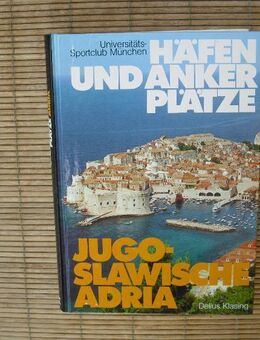 Universitäts-
Sportclub München
HÄFEN
UND ANKER
PLÄTZE
JUGO-
SLAWISCHE
ADRIA
Delius Klasing